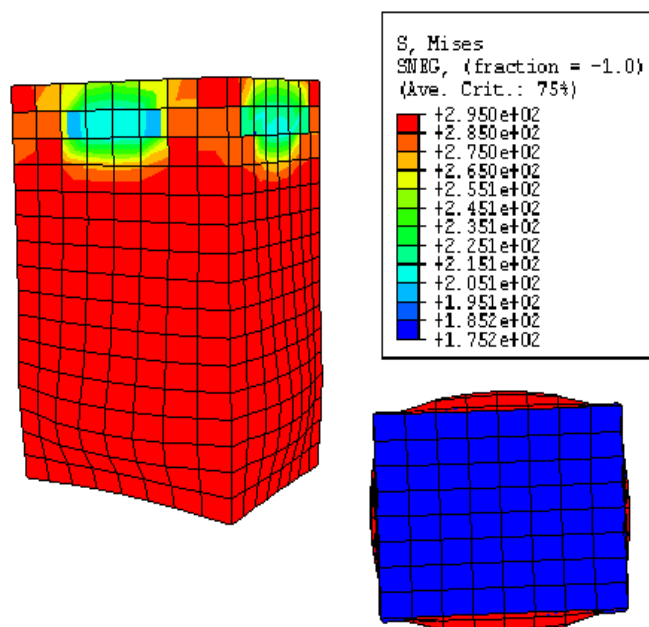 S, Mises
SNEG, (fraction = -1.0)
(Ave. Crit.: 75%)
+2.950e+02
+2.850e+02
+2.750e+02
+2.650e+02
+2.551e+02
+2.451e+02
+2.351e+02
+2.251e+02
+2.151e+02
+2.051e+02
+1.951e+02
+1.852e+02
+1.752e+02